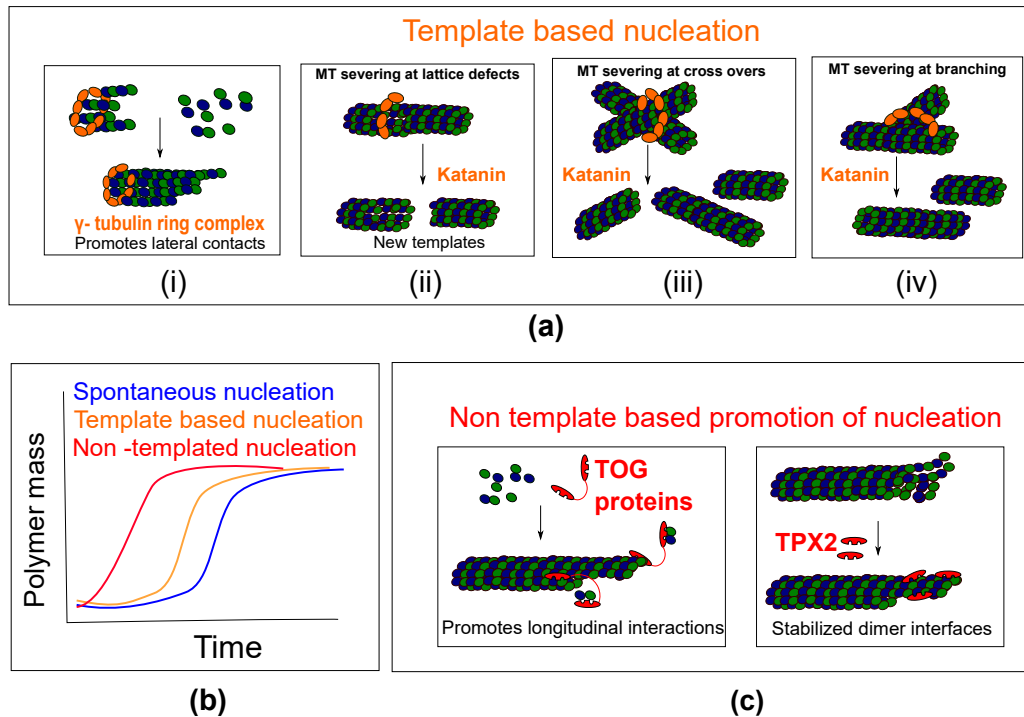 Template based nucleation
MT severing at lattice defects
MT severing at cross overs
MT severing at branching
Katanin
Katanin
Katanin
γ- tubulin ring complex
Promotes lateral contacts
New templates
(i)
(ii)
(iii)
(iv)
(a)
Spontaneous nucleation
Template based nucleation
Non -templated nucleation
Polymer mass
Time
(b)
Non template based promotion of nucleation
TOG
proteins
Promotes longitudinal interactions
TPX2
Stabilized dimer interfaces
(c)